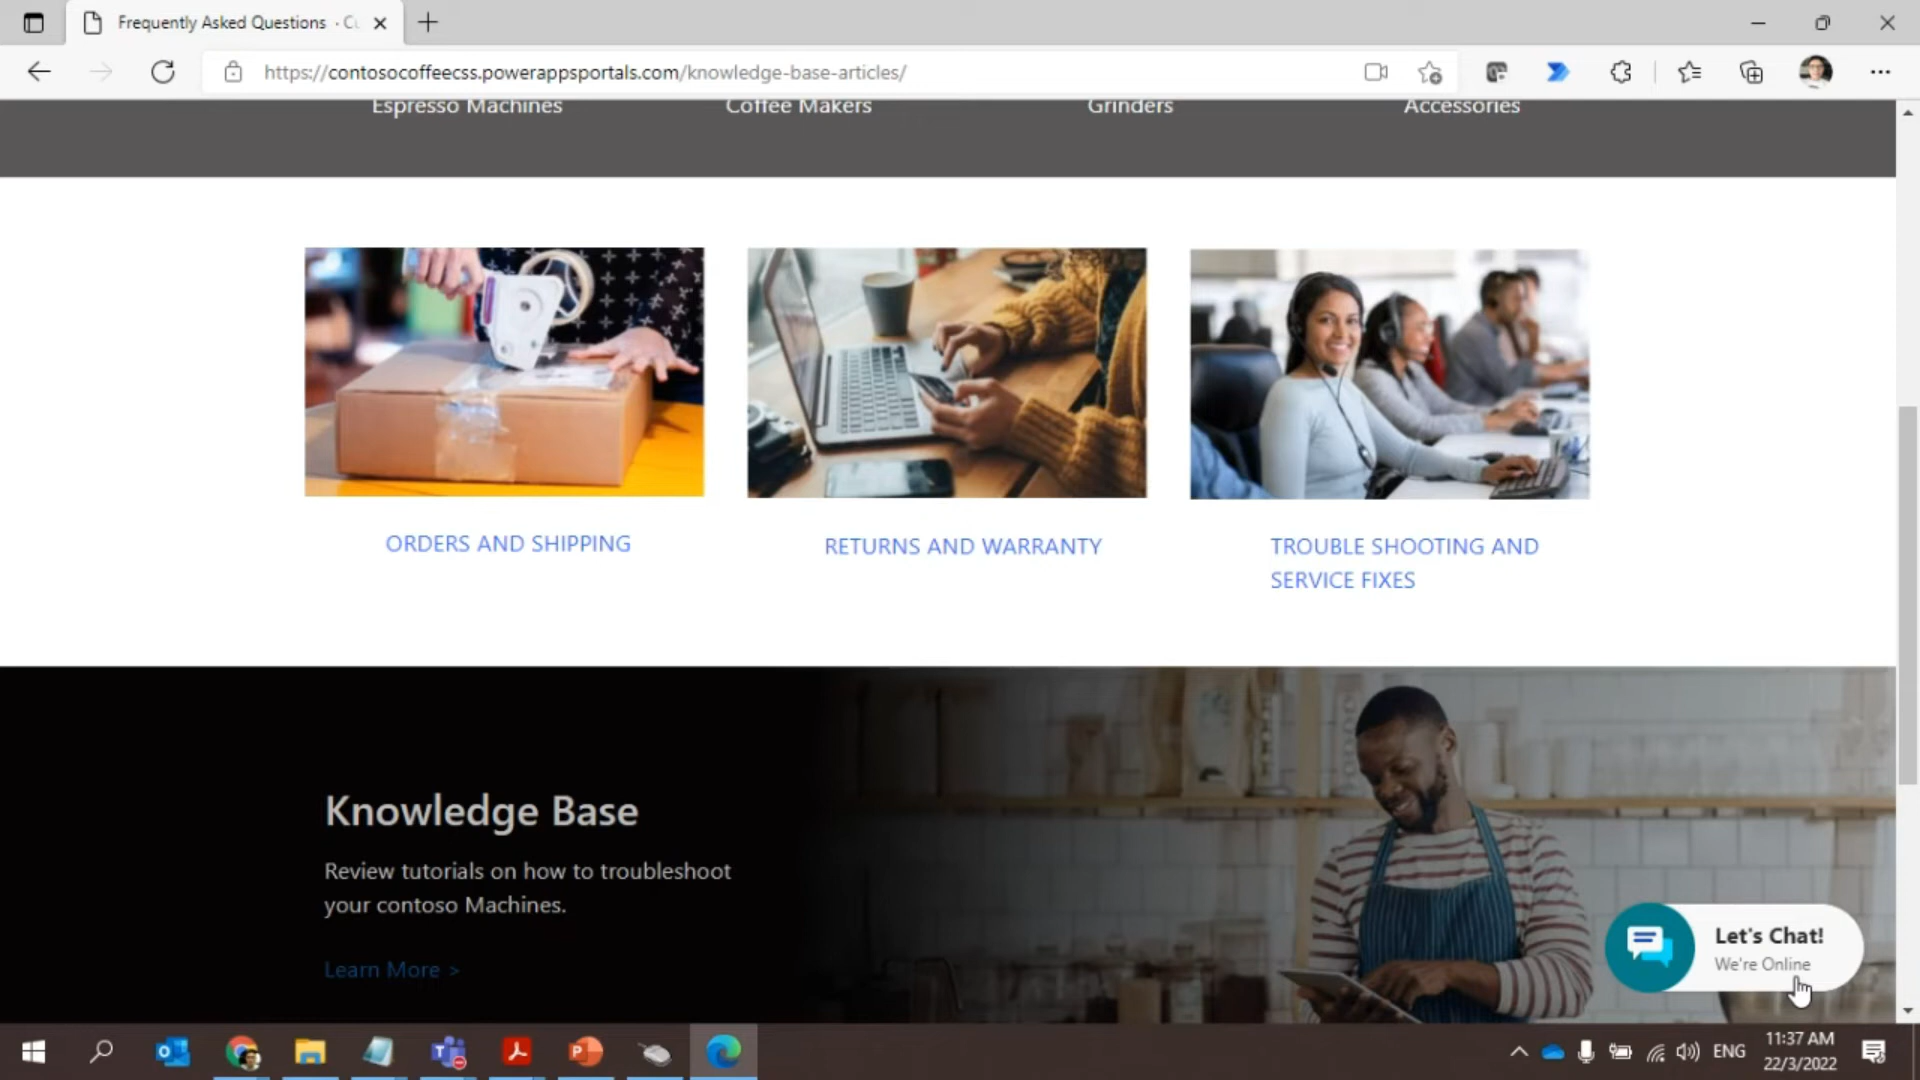 Frequently Asked Questions · Cu
https://contosocoffeecss.powerappsportals.com/knowledge-base-articles/
Espresso Machines
Coffee Makers
Grinders
Accessories
ORDERS AND SHIPPING
RETURNS AND WARRANTY
TROUBLE SHOOTING AND
SERVICE FIXES
Knowledge Base
Review tutorials on how to troubleshoot
your contoso Machines.
Learn More >
Let's Chat!
We're Online
ENG
11:37 AM
22/3/2022